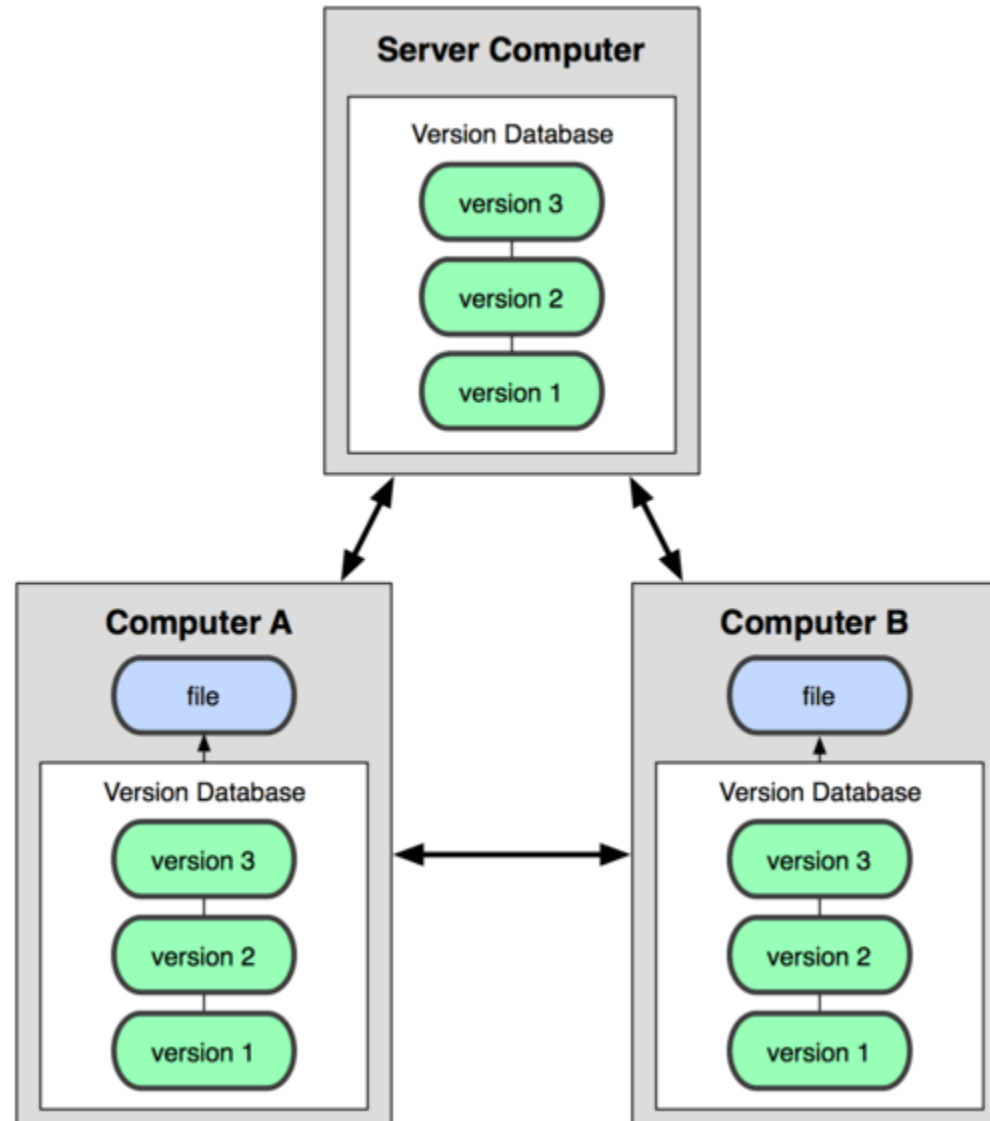 Server Computer
Version Database
version 3
version 2
version 1
Computer A
file
Version Database
version 3
version 2
version 1
Computer B
file
Version Database
version 3
version 2
version 1